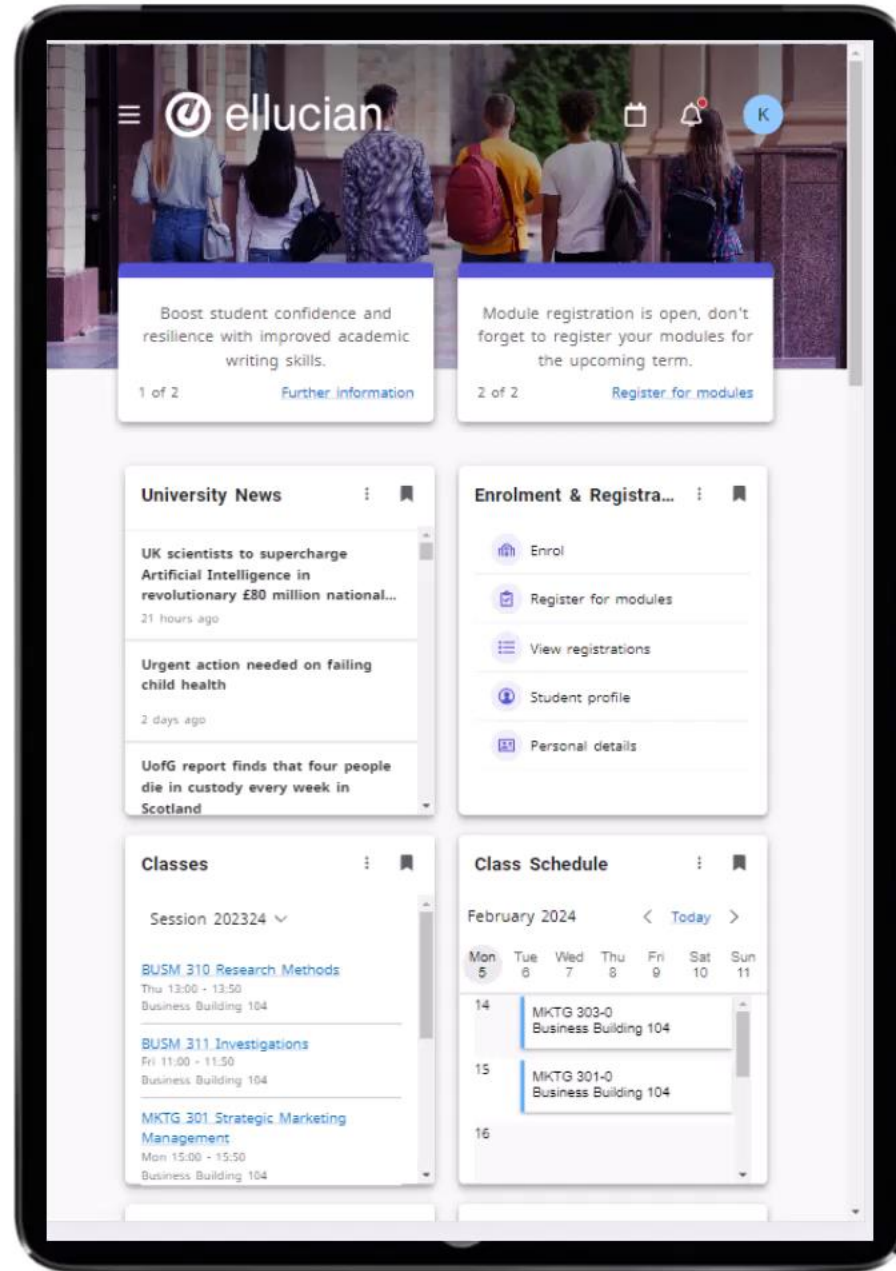 ellucian
K
Boost student confidence and
resilience with improved academic
writing skills.
1 of 2
Further information
Module registration is open, don't
forget to register your modules for
the upcoming term.
2 of 2
Register for modules
University News
UK scientists to supercharge
Artificial Intelligence in
revolutionary £80 million national...
21 hours ago
Urgent action needed on failing
child health
2 days ago
UofG report finds that four people
die in custody every week in
Scotland
Enrolment & Registra...
Enrol
Register for modules
View registrations
Student profile
Personal details
Classes
Session 202324
BUSM 310 Research Methods
Thu 13:00 - 13:50
Business Building 104
BUSM 311 Investigations
Fri 11:00 - 11:50
Business Building 104
MKTG 301 Strategic Marketing
Management
Mon 15:00 - 15:50
Business Building 104
Class Schedule
February 2024
Today
Mon Tue Wed Thu Fri Sat Sun
5 6 7 8 9 10 11
14
MKTG 303-0
Business Building 104
15
MKTG 301-0
Business Building 104
16